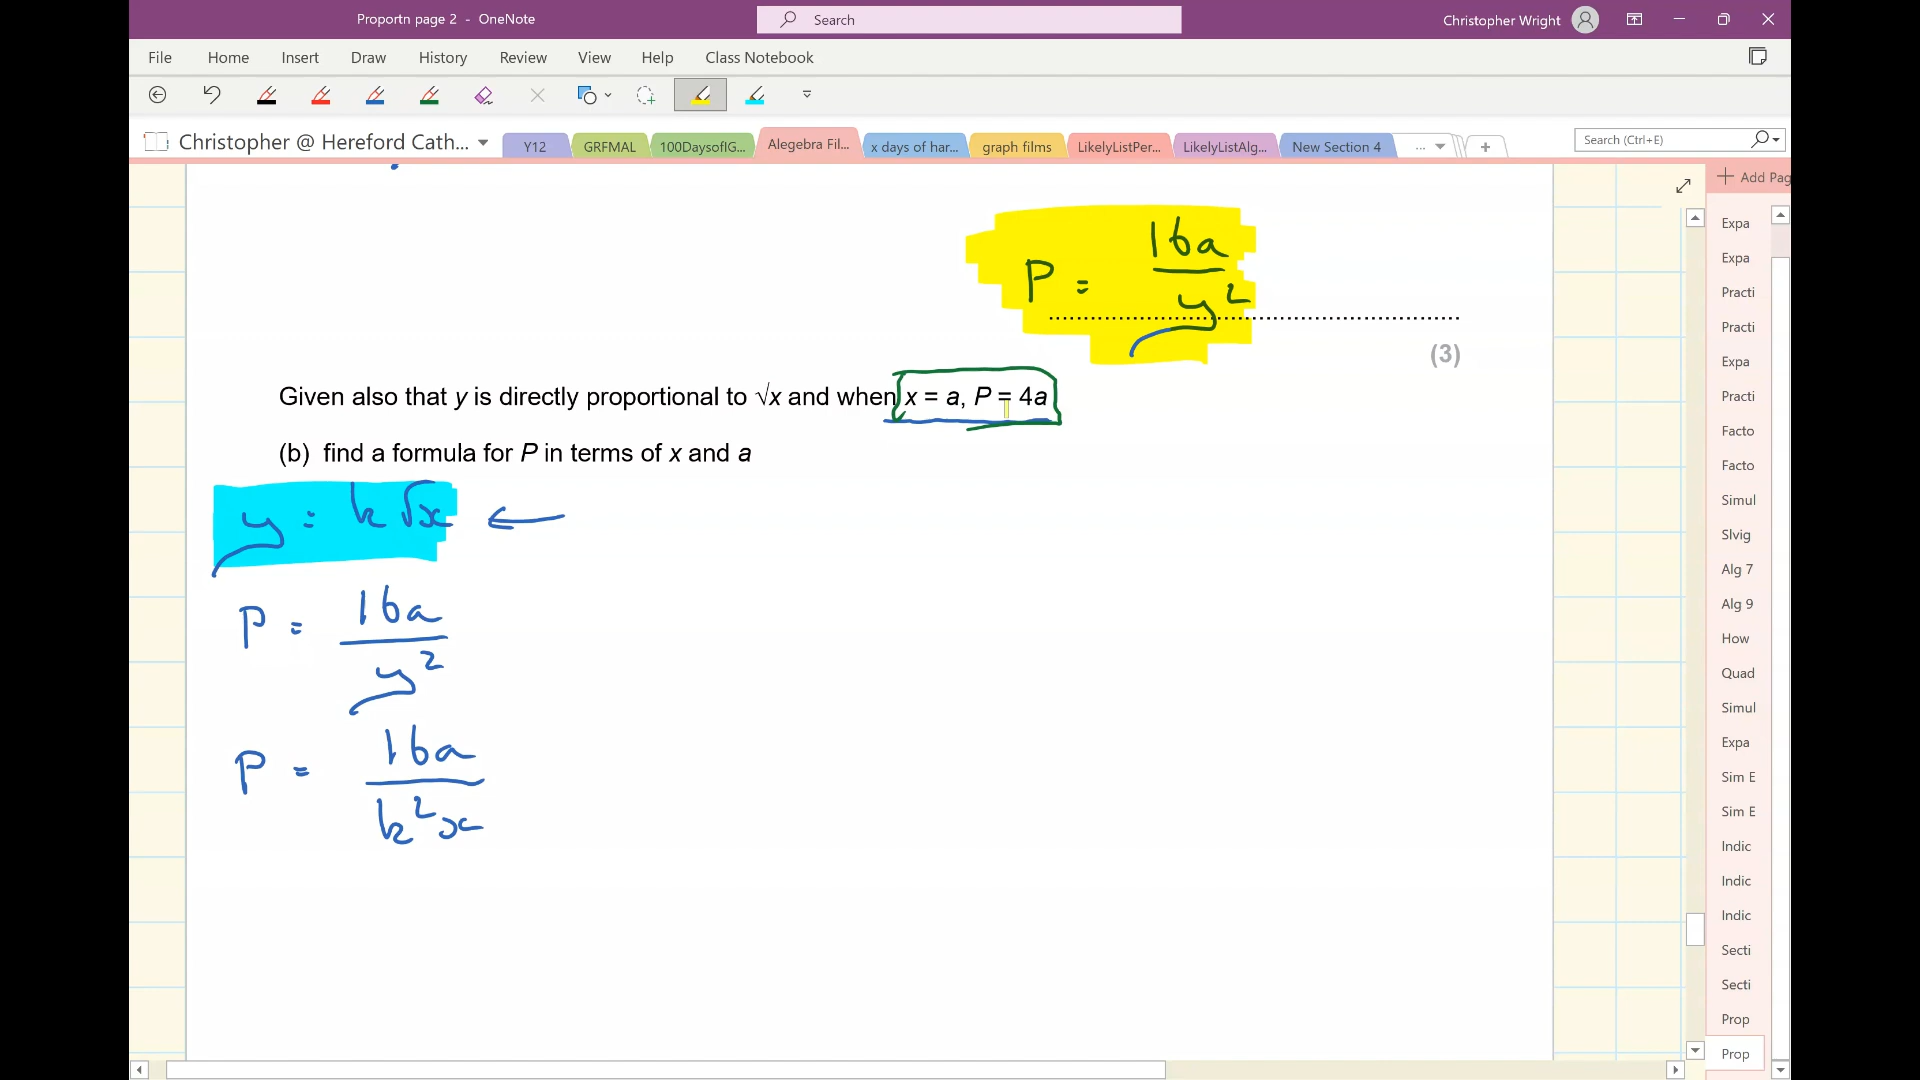 Proportn page 2 - OneNote
Search
Christopher Wright
File Home Insert Draw History Review View Help Class Notebook
Christopher @ Hereford Cath...
Y12
GRFMAL
100DaysofIG...
Alegebra Fil...
x days of har...
graph films
LikelyListPer...
LikelyListAlg...
New Section 4
...
Search (Ctrl+E)
Add Pag
P = 16a / y²
(3)
Given also that y is directly proportional to √x and when x = a, P = 4a
(b) find a formula for P in terms of x and a
y = k √x
P = 16a / y²
P = 16a / k²x
Expa
Expa
Practi
Practi
Expa
Practi
Facto
Facto
Simul
Slvig
Alg 7
Alg 9
How
Quad
Simul
Expa
Sim E
Sim E
Indic
Indic
Indic
Secti
Secti
Prop
Prop